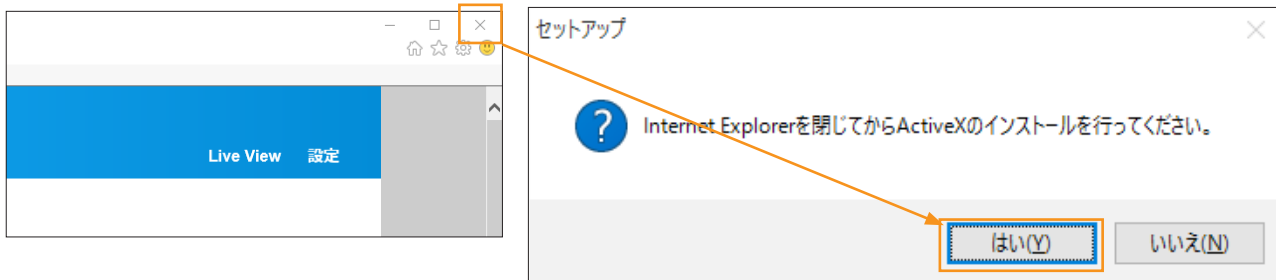 Live View 設定
セットアップ
Internet Explorerを閉じてからActiveXのインストールを行ってください。
はい(Y) いいえ(N)